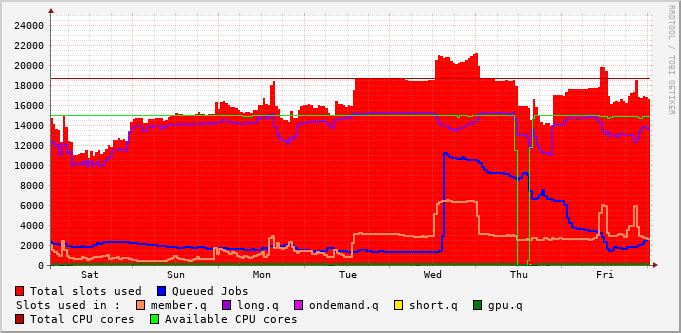 RRDTOOL / TOBI OETIKER
24000
22000
20000
18000
16000
14000
12000
10000
8000
6000
4000
2000
0
Sat Sun Mon Tue Wed Thu Fri
Total slots used Queued Jobs
Slots used in : member.q long.q ondemand.q short.q gpu.q
Total CPU cores Available CPU cores